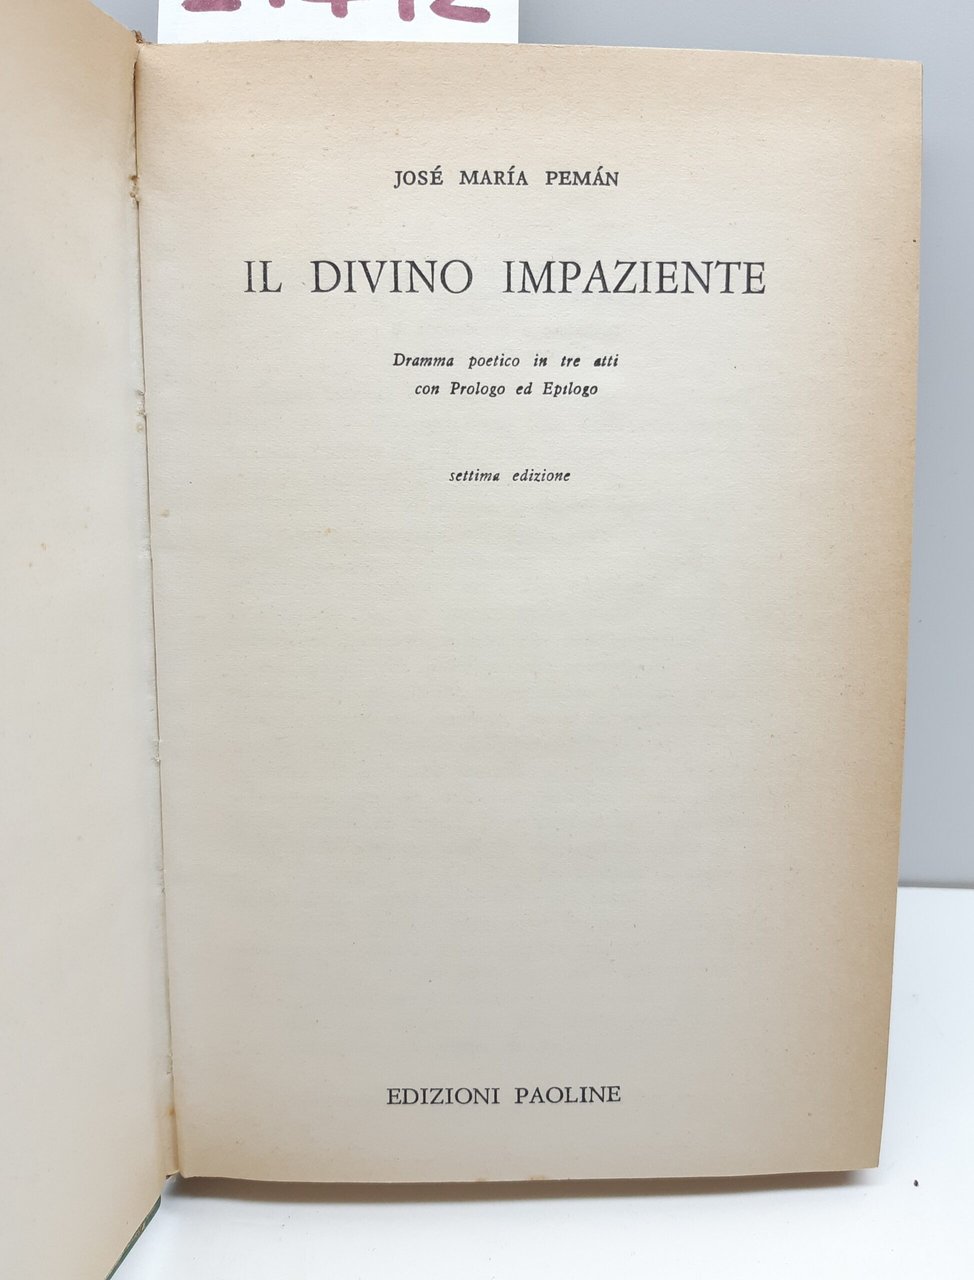 JOSÉ MARÍA PEMÁN
IL DIVINO IMPAZIENTE
Dramma poetico in tre atti
con Prologo ed Epilogo
settima edizione
EDIZIONI PAOLINE